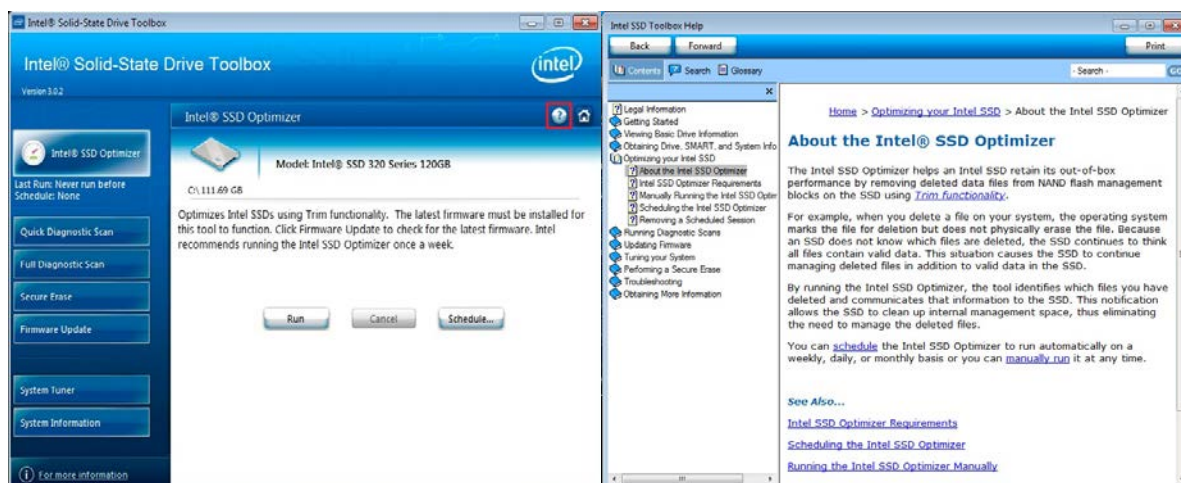 Intel® Solid-State Drive Toolbox
Intel® Solid-State Drive Toolbox
intel
Version 3.0.2
Intel® SSD Optimizer
Last Run: Never run before
Schedule: None
Quick Diagnostic Scan
Full Diagnostic Scan
Secure Erase
Firmware Update
System Tuner
System Information
For more information
Intel® SSD Optimizer
Model: Intel® SSD 320 Series 120GB
C:\ 111.69 GB
Optimizes Intel SSDs using Trim functionality. The latest firmware must be installed for
this tool to function. Click Firmware Update to check for the latest firmware. Intel
recommends running the Intel SSD Optimizer once a week.
Run
Cancel
Schedule...
Intel SSD Toolbox Help
Back
Forward
Print
Contents
Search
Glossary
- Search -
GO
Legal Information
Getting Started
Viewing Basic Drive Information
Obtaining Drive, SMART, and System Info
Optimizing your Intel SSD
About the Intel SSD Optimizer
Intel SSD Optimizer Requirements
Manually Running the Intel SSD Optim
Scheduling the Intel SSD Optimizer
Removing a Scheduled Session
Running Diagnostic Scans
Updating Firmware
Tuning your System
Performing a Secure Erase
Troubleshooting
Obtaining More Information
Home > Optimizing your Intel SSD > About the Intel SSD Optimizer
About the Intel® SSD Optimizer
The Intel SSD Optimizer helps an Intel SSD retain its out-of-box
performance by removing deleted data files from NAND flash management
blocks on the SSD using Trim functionality.
For example, when you delete a file on your system, the operating system
marks the file for deletion but does not physically erase the file. Because
an SSD does not know which files are deleted, the SSD continues to think
all files contain valid data. This situation causes the SSD to continue
managing deleted files in addition to valid data in the SSD.
By running the Intel SSD Optimizer, the tool identifies which files you have
deleted and communicates that information to the SSD. This notification
allows the SSD to clean up internal management space, thus eliminating
the need to manage the deleted files.
You can schedule the Intel SSD Optimizer to run automatically on a
weekly, daily, or monthly basis or you can manually run it at any time.
See Also...
Intel SSD Optimizer Requirements
Scheduling the Intel SSD Optimizer
Running the Intel SSD Optimizer Manually